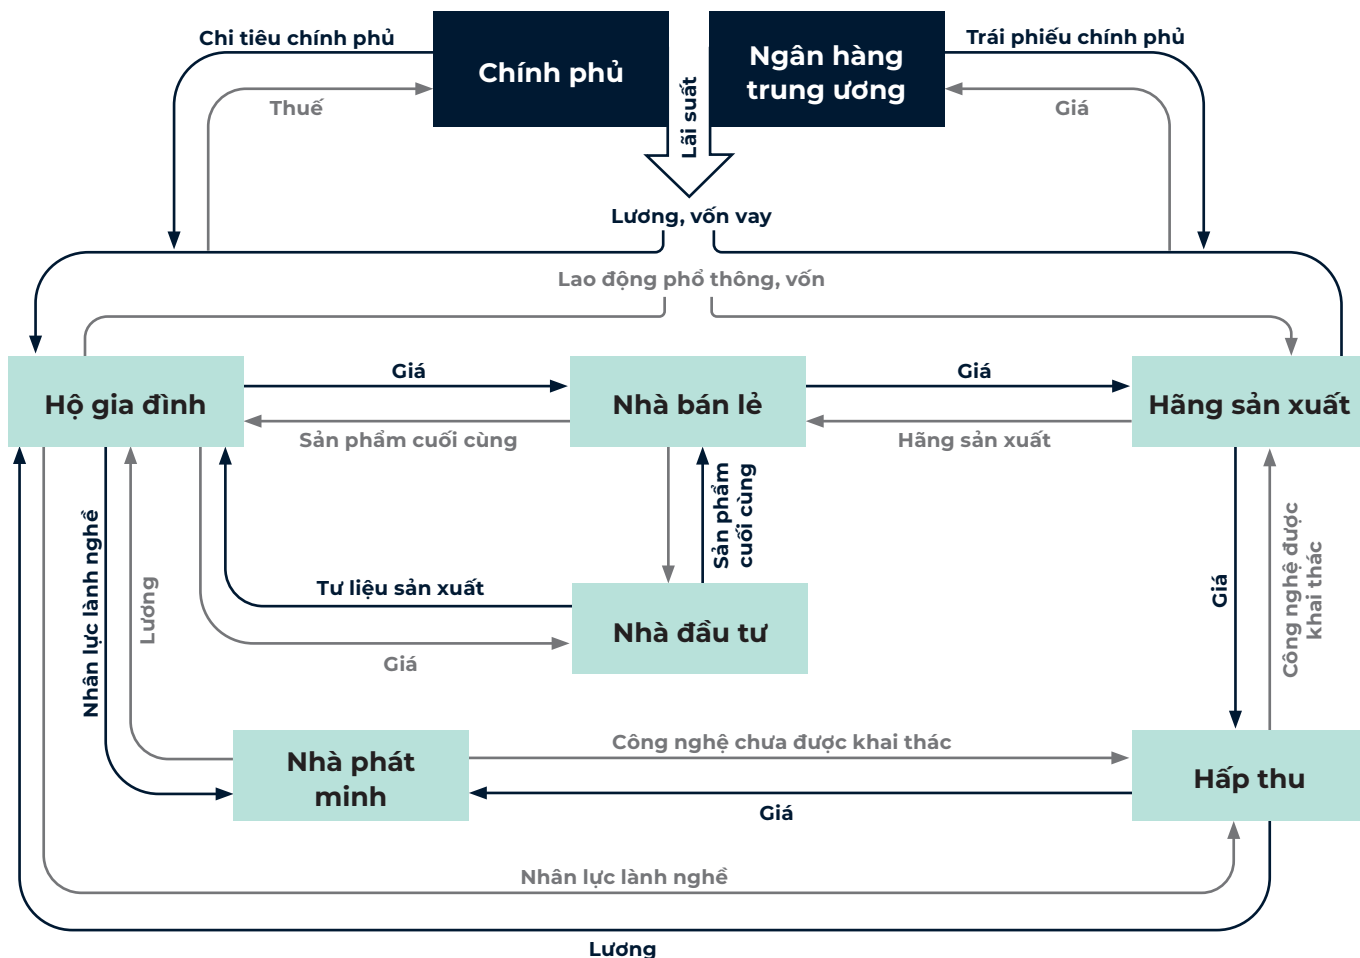 Chi tiêu chính phủ
Chính phủ
Ngân hàng
trung ương
Trái phiếu chính phủ
Thuế
Lãi suất
Giá
Lương, vốn vay
Lao động phổ thông, vốn
Hộ gia đình
Giá
Nhà bán lẻ
Giá
Hãng sản xuất
Sản phẩm cuối cùng
Hãng sản xuất
Nhân lực lành nghề
Lương
Tư liệu sản xuất
Sản phẩm
cuối cùng
Nhà đầu tư
Giá
Giá
Công nghệ được
khai thác
Nhà phát
minh
Công nghệ chưa được khai thác
Giá
Hấp thu
Nhân lực lành nghề
Lương